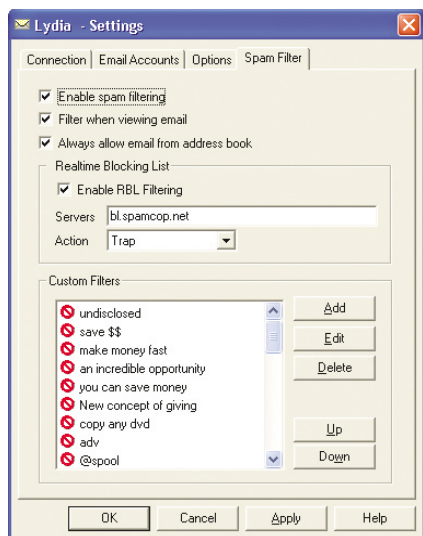 Lydia - Settings
Connection Email Accounts Options Spam Filter
Enable spam filtering
Filter when viewing email
Always allow email from address book
Realtime Blocking List
Enable RBL Filtering
Servers bl.spamcop.net
Action Trap
Custom Filters
undisclosed
save $$
make money fast
an incredible opportunity
you can save money
New concept of giving
copy any dvd
adv
@spool
Add
Edit
Delete
Up
Down
OK Cancel Apply Help